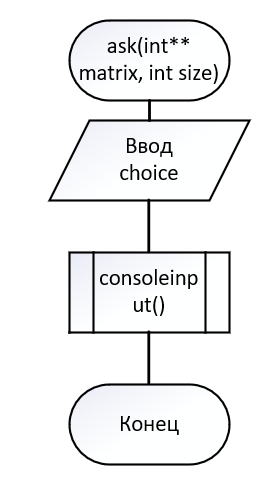 ask(int**
matrix, int size)
Ввод
choice
consoleinp
ut()
Конец